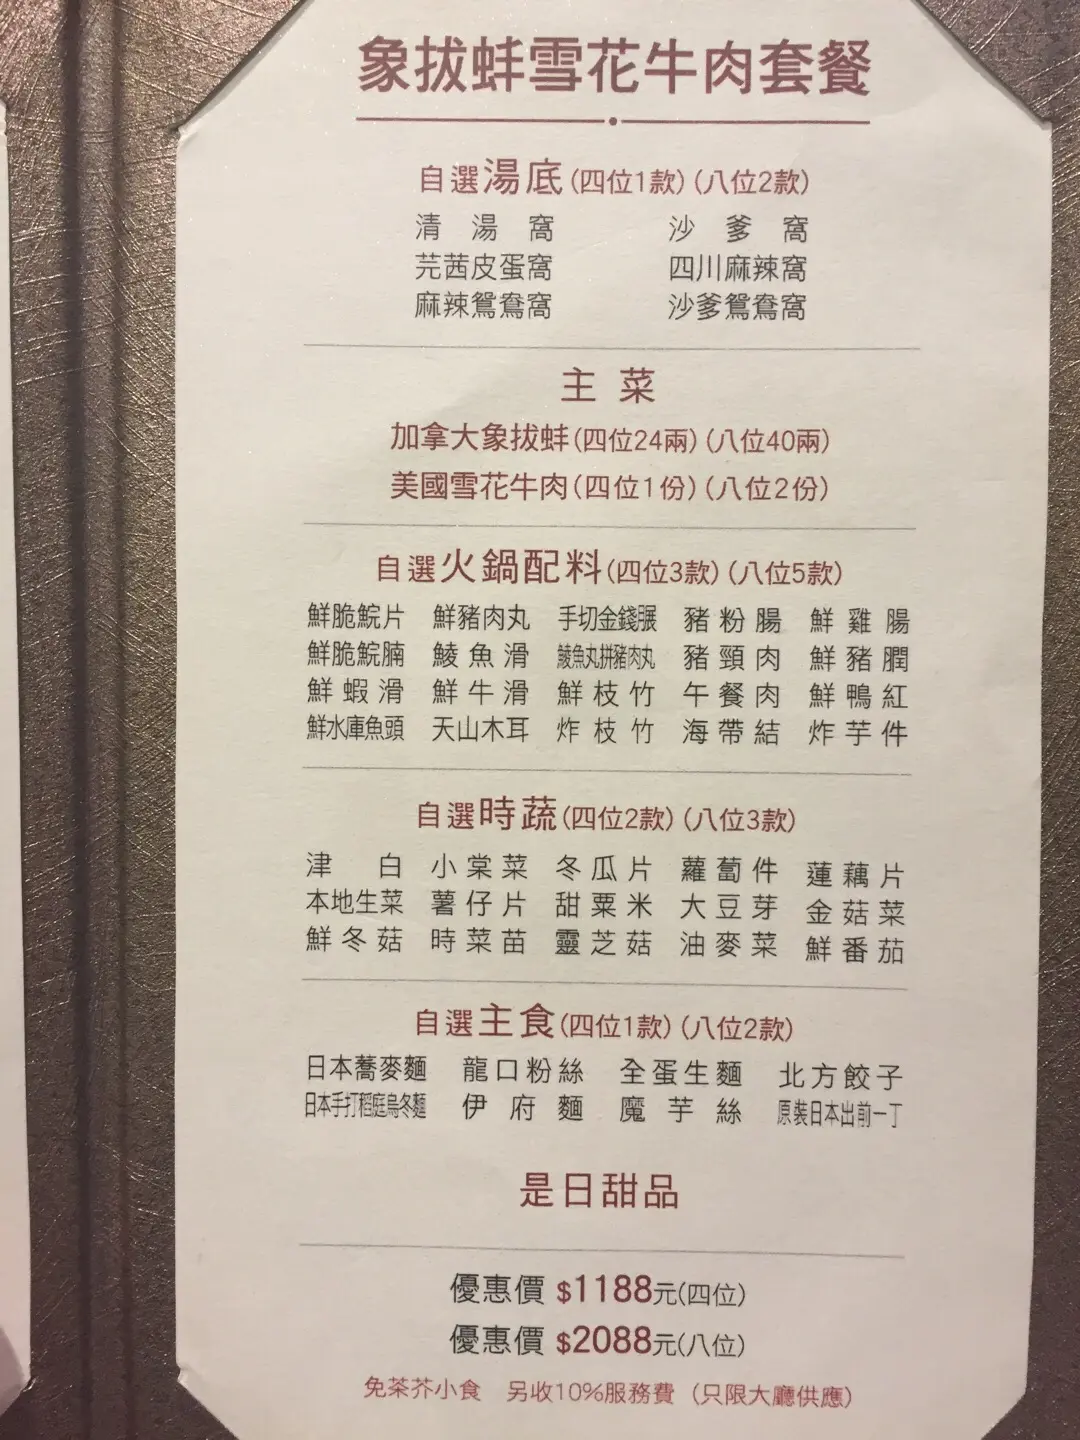 象拔蚌雪花牛肉套餐
自選湯底(四位1款)(八位2款)
清湯窩 沙爹窩
芫茜皮蛋窩 四川麻辣窩
麻辣鴛鴦窩 沙爹鴛鴦窩
主菜
加拿大象拔蚌(四位24兩)(八位40兩)
美國雪花牛肉(四位1份)(八位2份)
自選火鍋配料(四位3款)(八位5款)
鮮脆鯇片 鮮豬肉丸 手切金錢𦟌 豬粉腸 鮮雞腸
鮮脆鯇腩 鯪魚滑 鯪魚丸拼豬肉丸 豬頸肉 鮮豬膶
鮮蝦滑 鮮牛滑 鮮枝竹 午餐肉 鮮鴨紅
鮮水庫魚頭 天山木耳 炸枝竹 海帶結 炸芋件
自選時蔬(四位2款)(八位3款)
津白 小棠菜 冬瓜片 蘿蔔件 蓮藕片
本地生菜 薯仔片 甜粟米 大豆芽 金菇菜
鮮冬菇 時菜苗 靈芝菇 油麥菜 鮮番茄
自選主食(四位1款)(八位2款)
日本蕎麥麵 龍口粉絲 全蛋生麵 北方餃子
日本手打稻庭烏冬麵 伊府麵 魔芋絲 原裝日本出前一丁
是日甜品
優惠價 $1188元(四位)
優惠價 $2088元(八位)
免茶芥小食 另收10%服務費 (只限大廳供應)